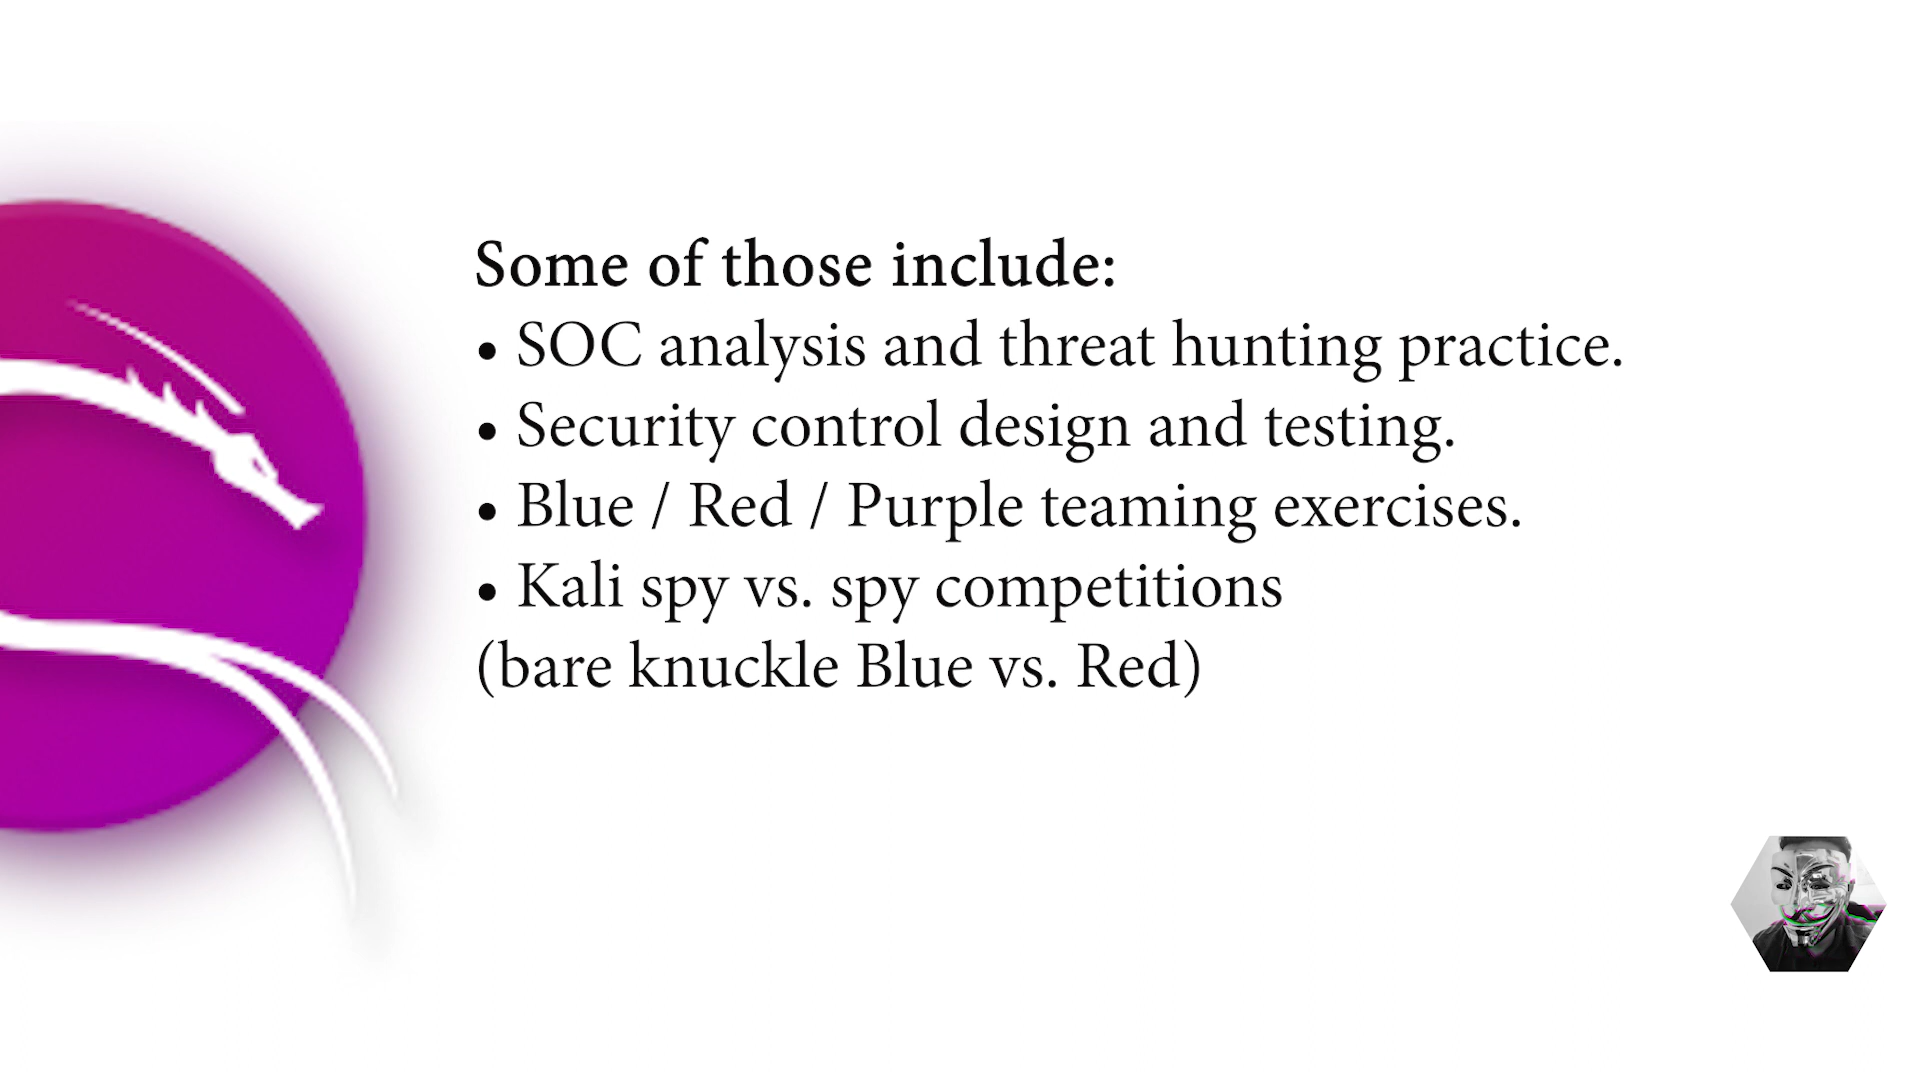 Some of those include:
• SOC analysis and threat hunting practice.
• Security control design and testing.
• Blue / Red / Purple teaming exercises.
• Kali spy vs. spy competitions
(bare knuckle Blue vs. Red)